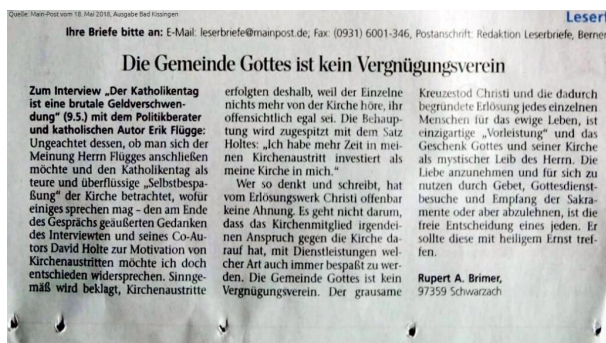 Quelle: Main-Post vom 18. Mai 2018, Ausgabe Bad Kissingen
Leser
Ihre Briefe bitte an: E-Mail: leserbriefe@mainpost.de; Fax: (0931) 6001-346, Postanschrift: Redaktion Leserbriefe, Berner
Die Gemeinde Gottes ist kein Vergnügungsverein
Zum Interview „Der Katholikentag
ist eine brutale Geldverschwen-
dung“ (9.5.) mit dem Politikberater
und katholischen Autor Erik Flügge:
Ungeachtet dessen, ob man sich der
Meinung Herrn Flügges anschließen
möchte und den Katholikentag als
teure und überflüssige „Selbstbespa-
ßung“ der Kirche betrachtet, wofür
einiges sprechen mag – den am Ende
des Gesprächs geäußerten Gedanken
des Interviewten und seines Co-Au-
tors David Holte zur Motivation von
Kirchenaustritten möchte ich doch
entschieden widersprechen. Sinnge-
mäß wird beklagt, Kirchenaustritte
erfolgten deshalb, weil der Einzelne
nichts mehr von der Kirche höre, ihr
offensichtlich egal sei. Die Behaup-
tung wird zugespitzt mit dem Satz
Holtes: „Ich habe mehr Zeit in mei-
nen Kirchenaustritt investiert als
meine Kirche in mich.“
Wer so denkt und schreibt, hat
vom Erlösungswerk Christi offenbar
keine Ahnung. Es geht nicht darum,
dass das Kirchenmitglied irgendei-
nen Anspruch gegen die Kirche da-
rauf hat, mit Dienstleistungen wel-
cher Art auch immer bespaßt zu wer-
den. Die Gemeinde Gottes ist kein
Vergnügungsverein. Der grausame
Kreuzestod Christi und die dadurch
begründete Erlösung jedes einzelnen
Menschen für das ewige Leben, ist
einzigartige „Vorleistung“ und das
Geschenk Gottes und seiner Kirche
als mystischer Leib des Herrn. Die
Liebe anzunehmen und für sich zu
nutzen durch Gebet, Gottesdienst-
besuche und Empfang der Sakra-
mente oder aber abzulehnen, ist die
freie Entscheidung eines jeden. Er
sollte diese mit heiligem Ernst tref-
fen.
Rupert A. Brimer,
97359 Schwarzach